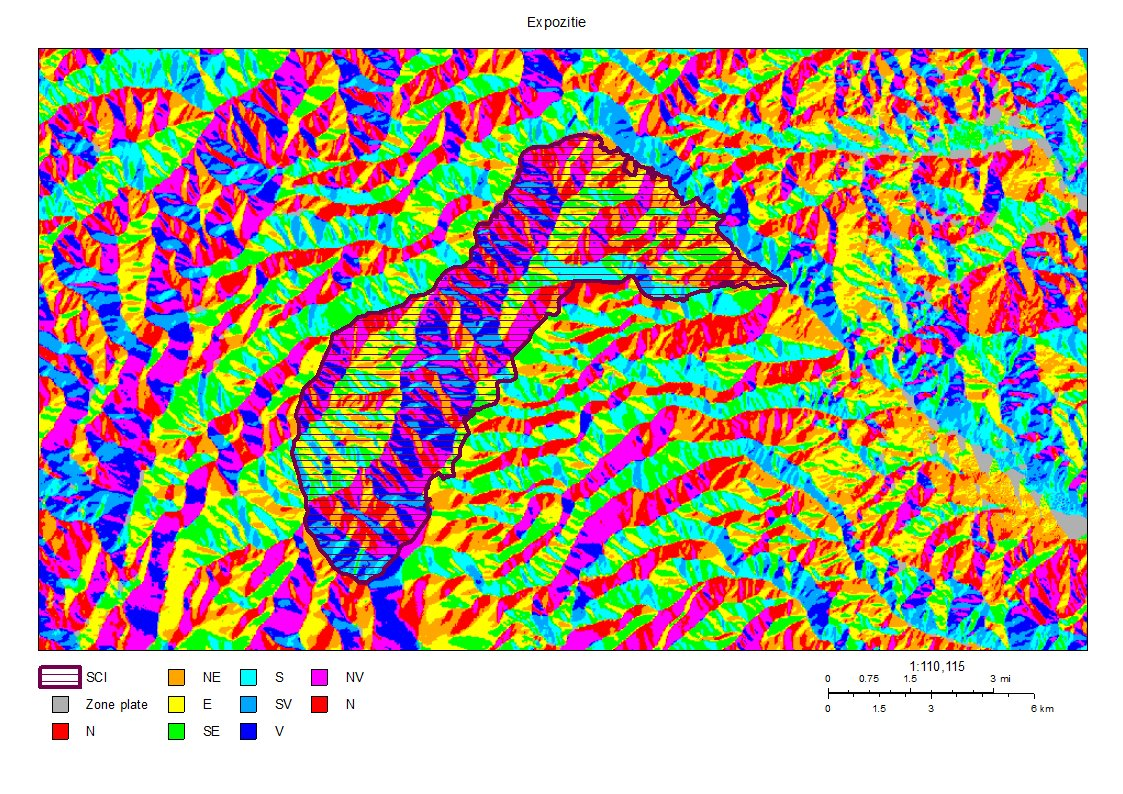 Expozitie
SCI NE S NV 1:110,115
Zone plate E SV N 0 0.75 1.5 3 mi
N SE V 0 1.5 3 6 km